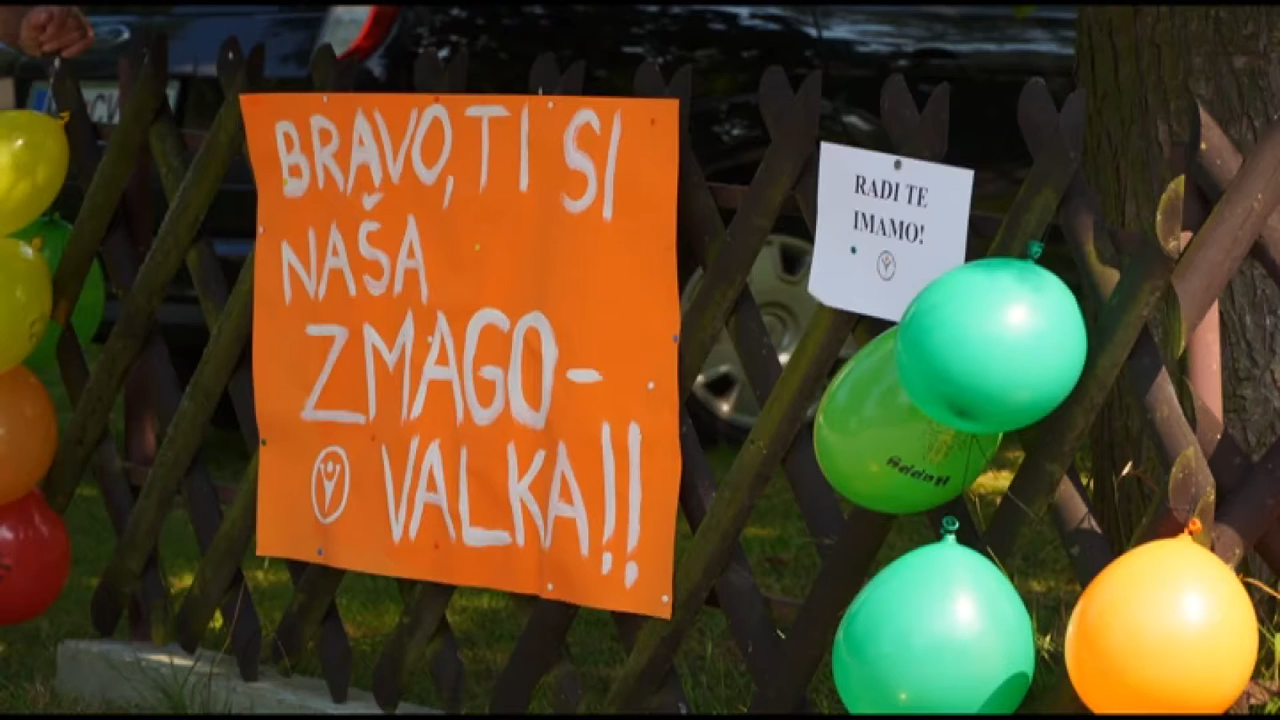 BRAVO, TI SI
NAŠA
ZMAGO-
VALKA!!
RADI TE
IMAMO!